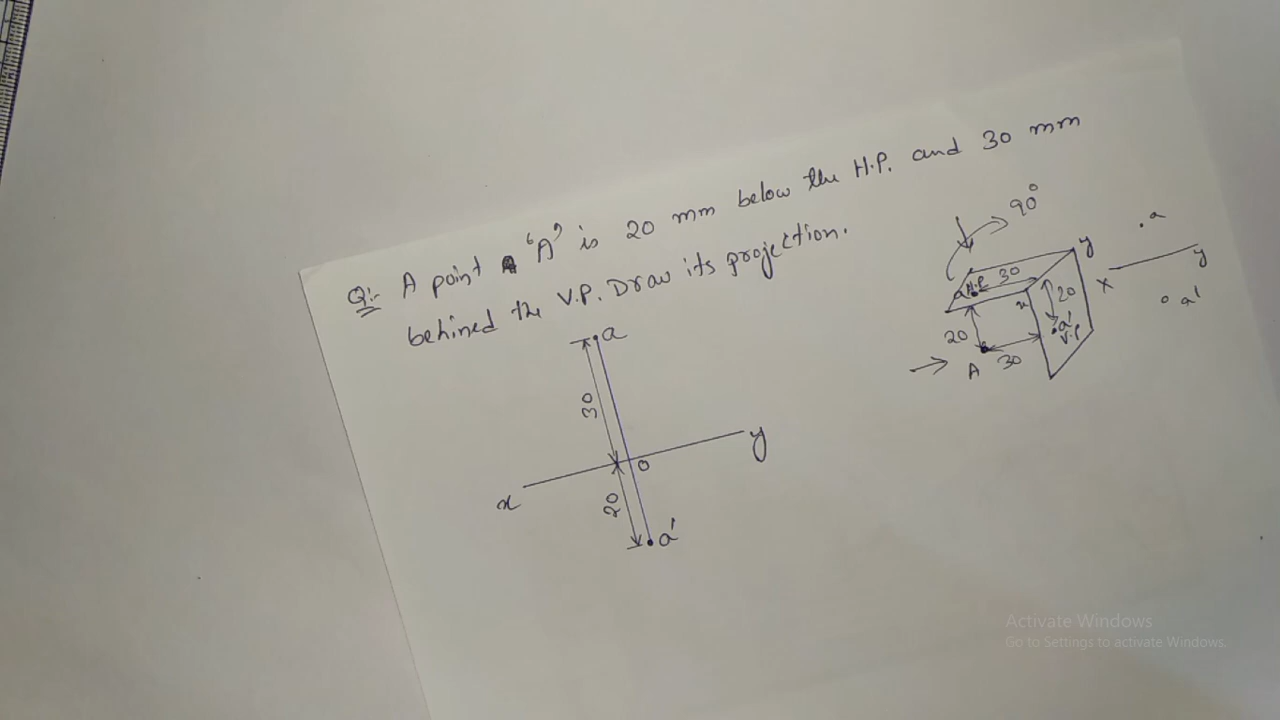 Q:- A point "A" is 20 mm below the H.P. and 30 mm
behined the V.P. Draw its projection.
a
30
o
20
x
y
a'
90°
H.P
30
a
x
y
20
a'
V.P
20
30
A
a
X
y
a'
Activate Windows
Go to Settings to activate Windows.